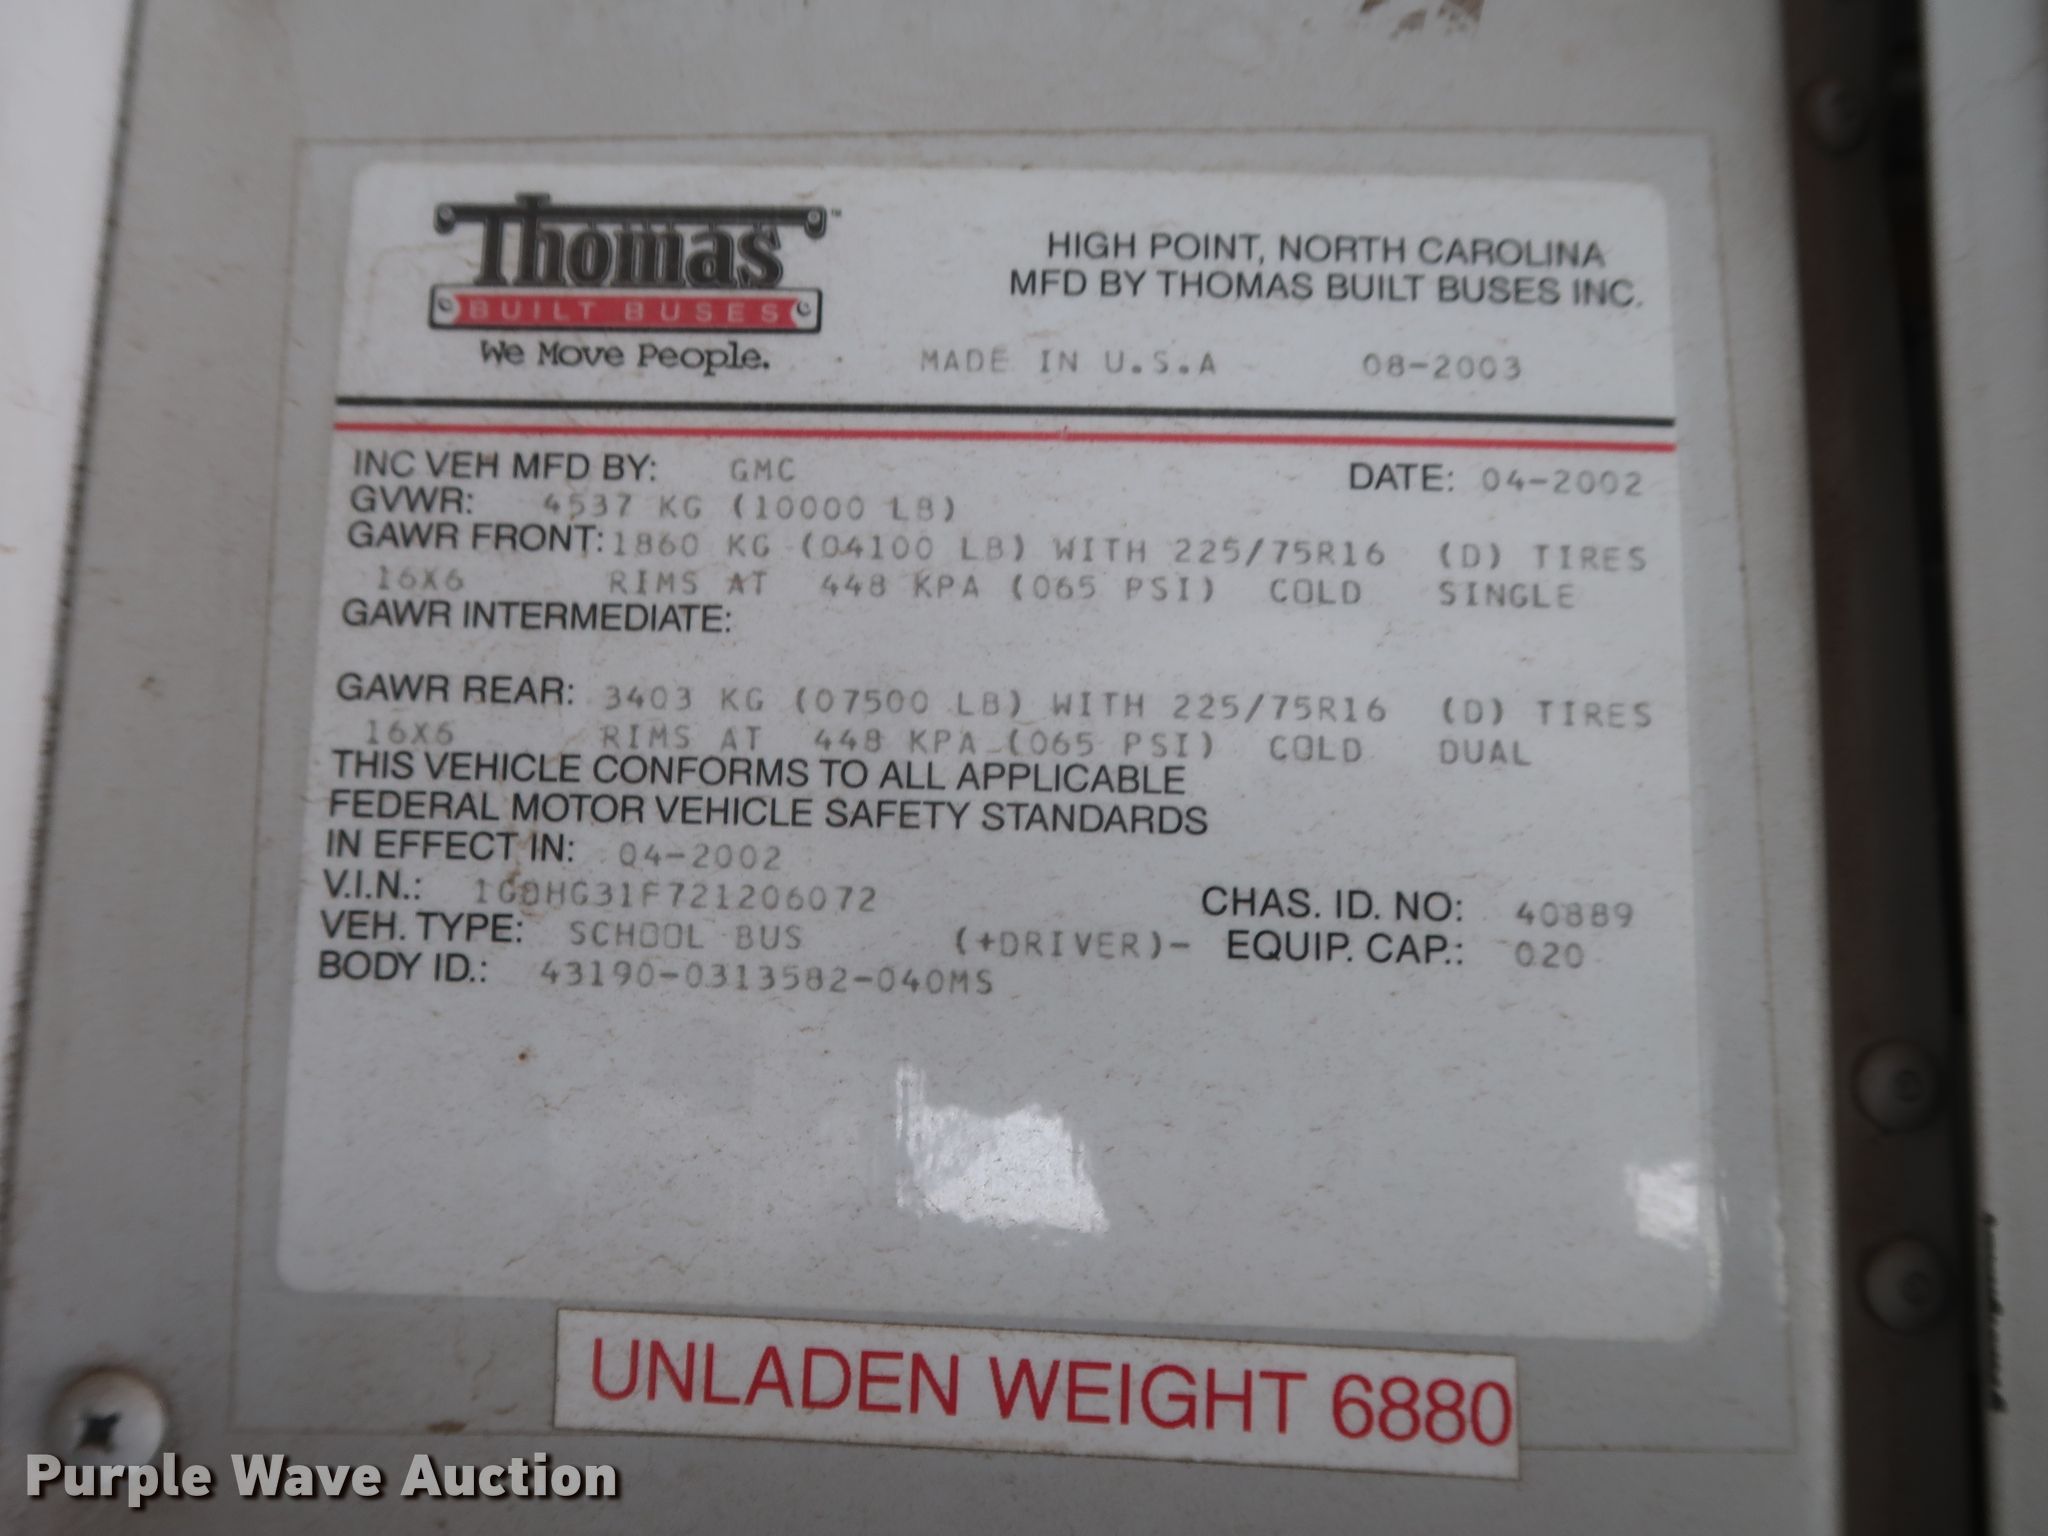 Thomas™
BUILT BUSES
We Move People.
HIGH POINT, NORTH CAROLINA
MFD BY THOMAS BUILT BUSES INC.
MADE IN U.S.A 08-2003
INC VEH MFD BY: GMC DATE: 04-2002
GVWR: 4537 KG (10000 LB)
GAWR FRONT: 1860 KG (04100 LB) WITH 225/75R16 (D) TIRES
16X6 RIMS AT 448 KPA (065 PSI) COLD SINGLE
GAWR INTERMEDIATE:
GAWR REAR: 3403 KG (07500 LB) WITH 225/75R16 (D) TIRES
16X6 RIMS AT 448 KPA (065 PSI) COLD DUAL
THIS VEHICLE CONFORMS TO ALL APPLICABLE
FEDERAL MOTOR VEHICLE SAFETY STANDARDS
IN EFFECT IN: 04-2002
V.I.N.: 1GDHG31F721206072 CHAS. ID. NO: 40889
VEH. TYPE: SCHOOL BUS (+DRIVER)- EQUIP. CAP.: 020
BODY ID.: 43190-0313582-040MS
UNLADEN WEIGHT 6880
Purple Wave Auction